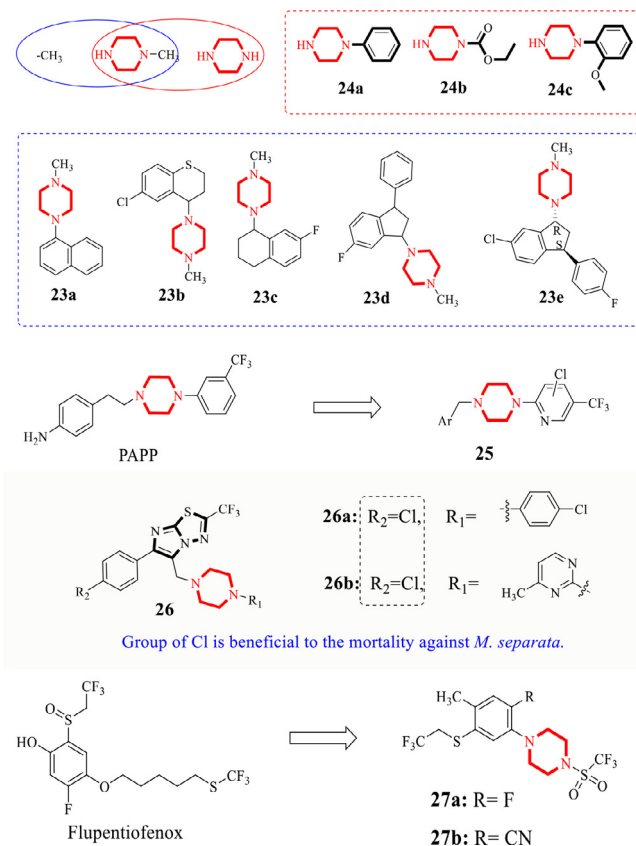 -CH3 HN N-CH3 HN NH
HN N HN N O O HN N O
24a 24b 24c
CH3 N N 23a
S Cl N N CH3 23b
CH3 N N F 23c
F N N CH3 23d
CH3 N N R S Cl F 23e
CF3 N N H2N
PAPP
Cl N N CF3 Ar N
25
S CF3 N N N R2 N N R1
26
26a: R2=Cl, R1= Cl
26b: R2=Cl, R1= N N CH3
Group of Cl is beneficial to the mortality against M. separata.
CF3 O S HO F O S CF3
Flupentiofenox
H3C F3C S R N N S O O CF3
27a: R= F
27b: R= CN